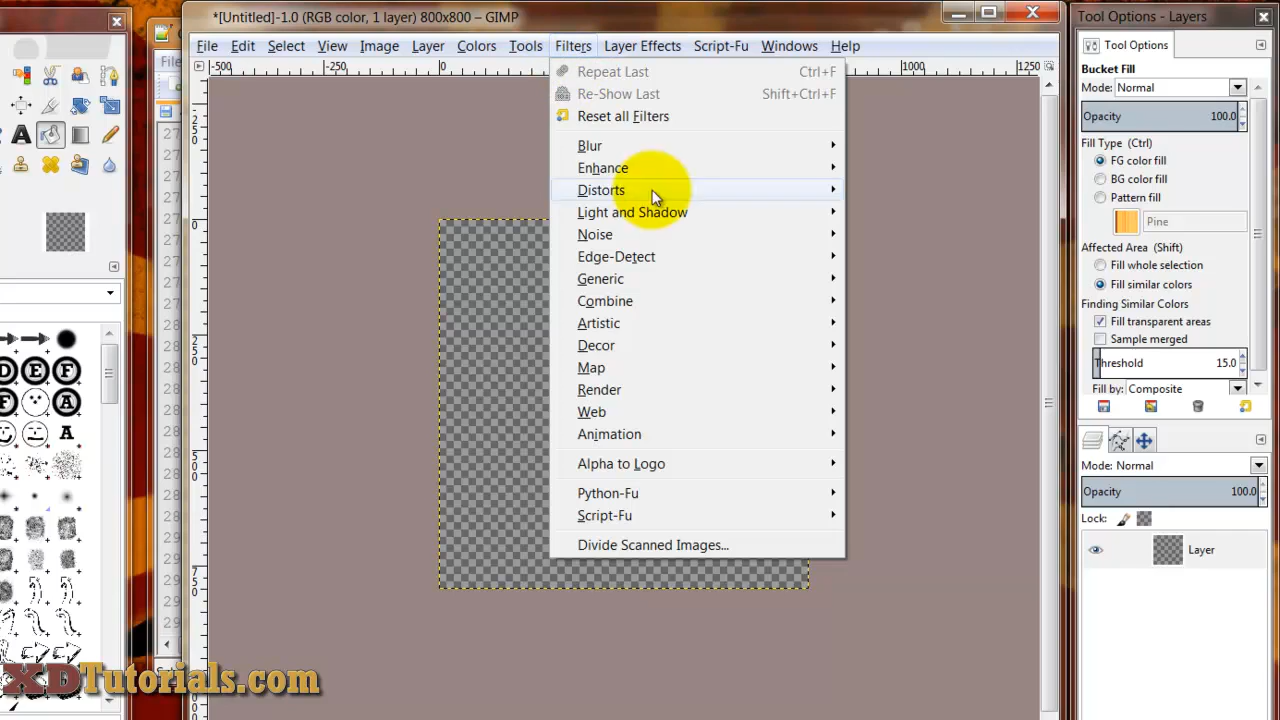 *[Untitled]-1.0 (RGB color, 1 layer) 800x800 – GIMP
File Edit Select View Image Layer Colors Tools Filters Layer Effects Script-Fu Windows Help
-500 -250 0 1000 1250
Repeat Last Ctrl+F
Re-Show Last Shift+Ctrl+F
Reset all Filters
Blur
Enhance
Distorts
Light and Shadow
Noise
Edge-Detect
Generic
Combine
Artistic
Decor
Map
Render
Web
Animation
Alpha to Logo
Python-Fu
Script-Fu
Divide Scanned Images...
Tool Options - Layers
Tool Options
Bucket Fill
Mode: Normal
Opacity 100.0
Fill Type (Ctrl)
FG color fill
BG color fill
Pattern fill
Pine
Affected Area (Shift)
Fill whole selection
Fill similar colors
Finding Similar Colors
Fill transparent areas
Sample merged
Threshold 15.0
Fill by: Composite
Mode: Normal
Opacity 100.0
Lock:
Layer
File
250
0
250
500
750
D E F
F A
A
XDTutorials.com